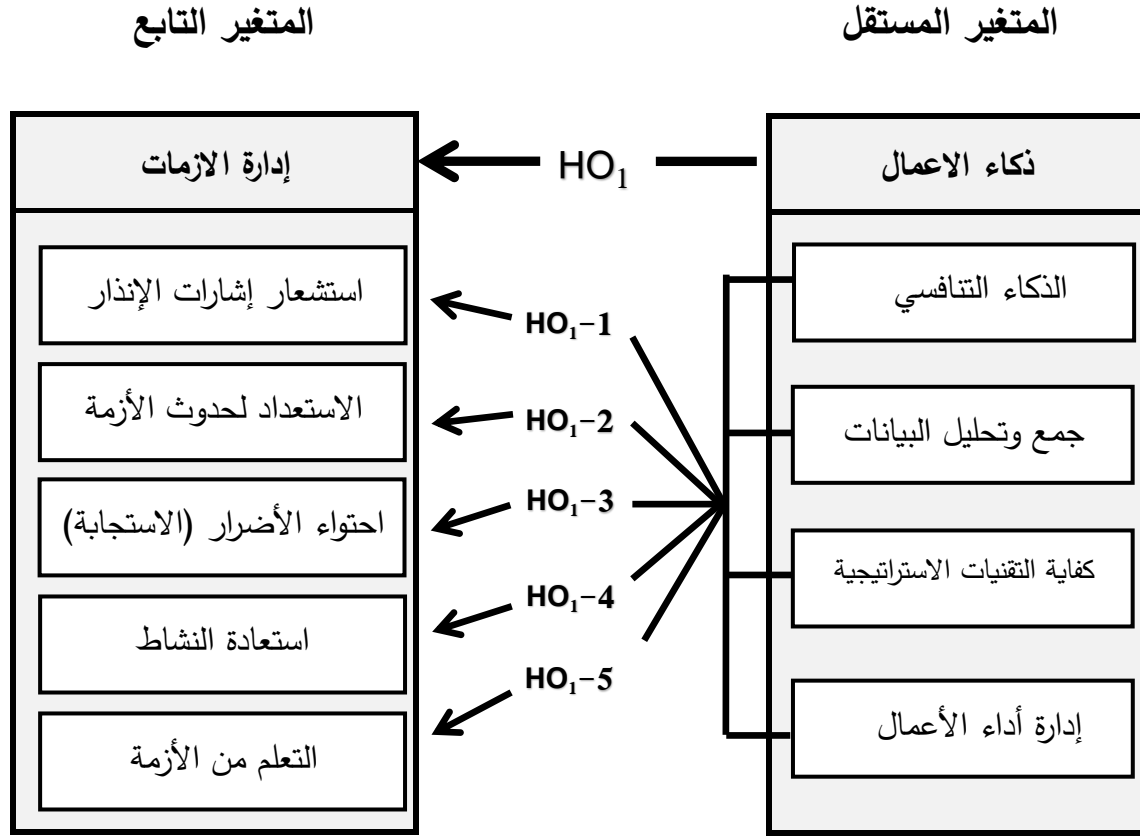 المتغير المستقل
المتغير التابع
ذكاء الاعمال
HO₁
إدارة الازمات
الذكاء التنافسي
جمع وتحليل البيانات
كفاية التقنيات الاستراتيجية
إدارة أداء الأعمال
HO₁-1
HO₁-2
HO₁-3
HO₁-4
HO₁-5
استشعار إشارات الإنذار
الاستعداد لحدوث الأزمة
احتواء الأضرار (الاستجابة)
استعادة النشاط
التعلم من الأزمة